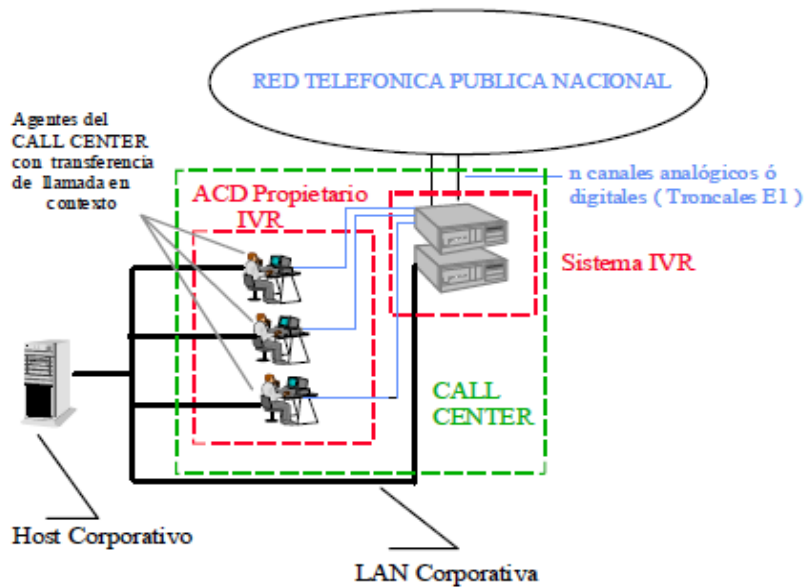 RED TELEFONICA PUBLICA NACIONAL
Agentes del
CALL CENTER
con transferencia
de llamada en
contexto
ACD Propietario
IVR
n canales analógicos ó
digitales ( Troncales E1 )
Sistema IVR
CALL
CENTER
Host Corporativo
LAN Corporativa